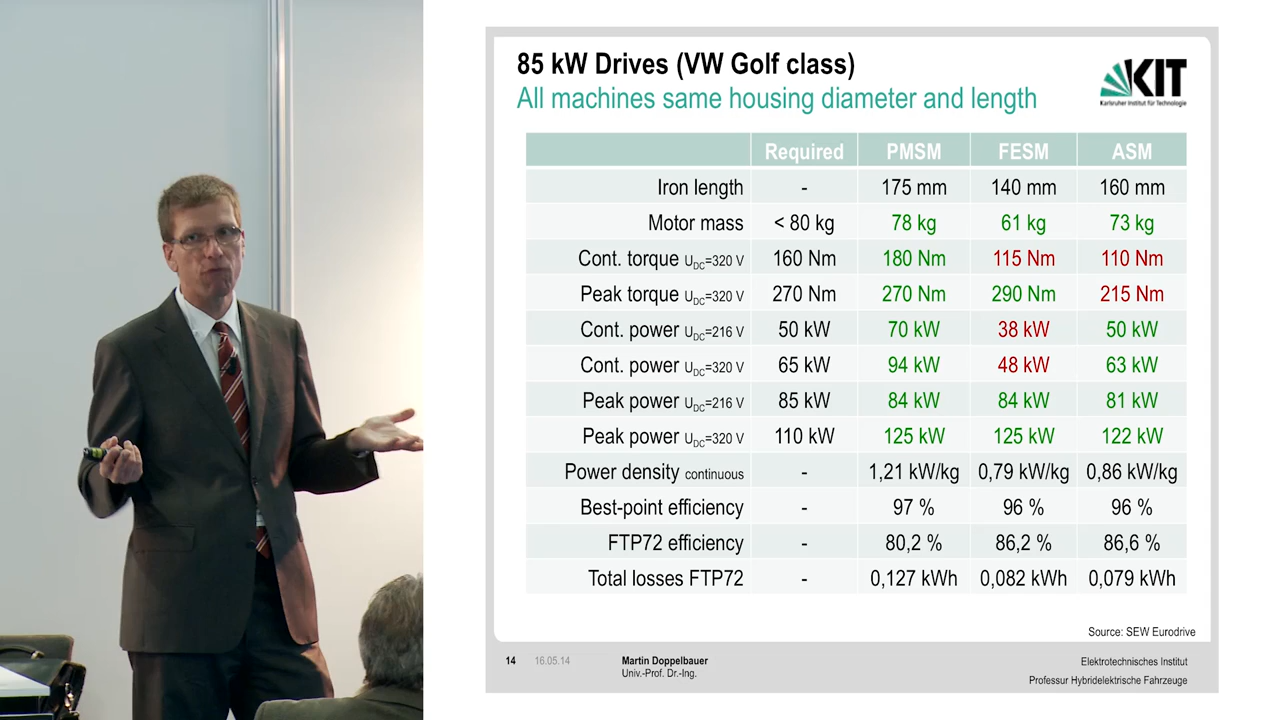 85 kW Drives (VW Golf class)
All machines same housing diameter and length
KIT
Karlsruher Institut für Technologie
Required PMSM FESM ASM
Iron length - 175 mm 140 mm 160 mm
Motor mass < 80 kg 78 kg 61 kg 73 kg
Cont. torque UDC=320 V 160 Nm 180 Nm 115 Nm 110 Nm
Peak torque UDC=320 V 270 Nm 270 Nm 290 Nm 215 Nm
Cont. power UDC=216 V 50 kW 70 kW 38 kW 50 kW
Cont. power UDC=320 V 65 kW 94 kW 48 kW 63 kW
Peak power UDC=216 V 85 kW 84 kW 84 kW 81 kW
Peak power UDC=320 V 110 kW 125 kW 125 kW 122 kW
Power density continuous - 1,21 kW/kg 0,79 kW/kg 0,86 kW/kg
Best-point efficiency - 97 % 96 % 96 %
FTP72 efficiency - 80,2 % 86,2 % 86,6 %
Total losses FTP72 - 0,127 kWh 0,082 kWh 0,079 kWh
Source: SEW Eurodrive
14 16.05.14 Martin Doppelbauer Elektrotechnisches Institut
Univ.-Prof. Dr.-Ing. Professur Hybridelektrische Fahrzeuge